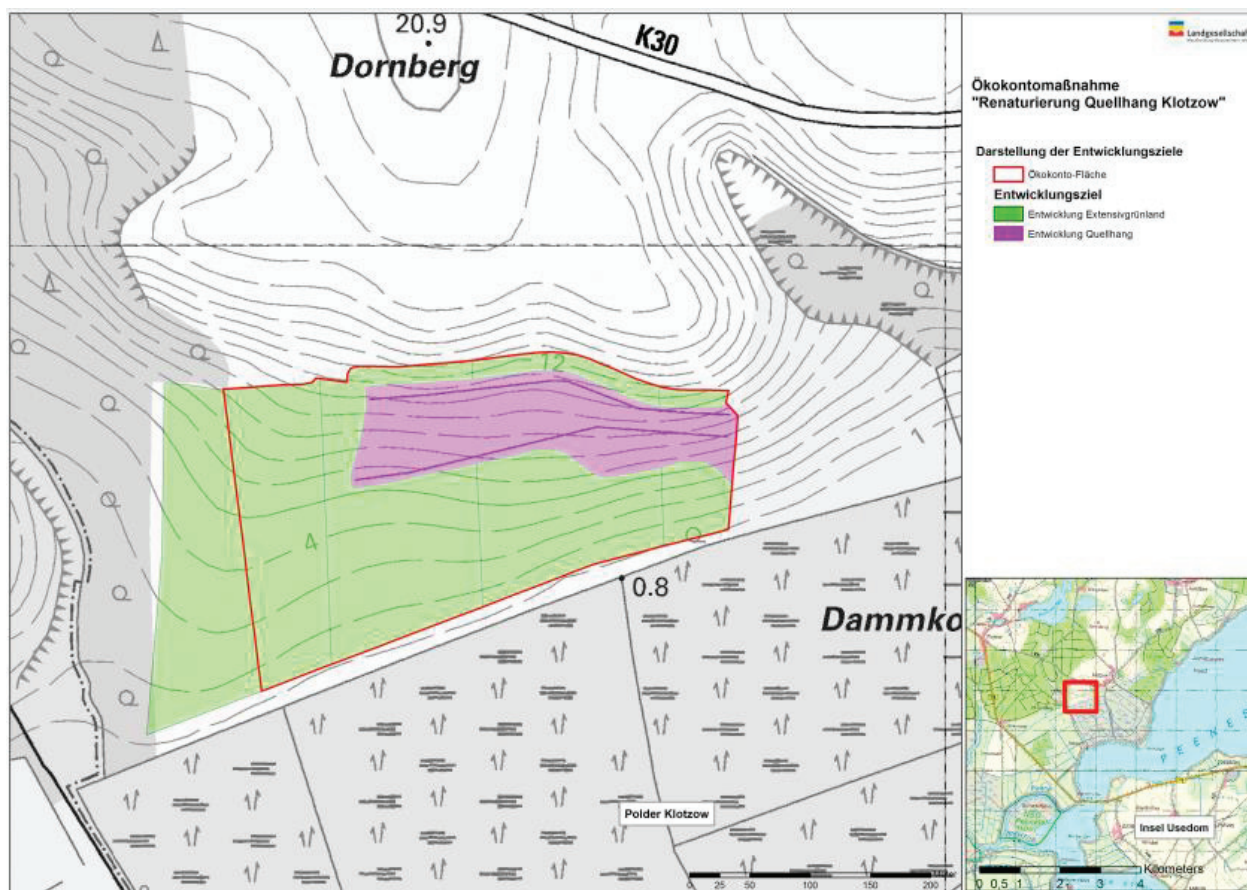 20.9
Dornberg
K30
12
4
1
0.8
Dammko
Polder Klotzow
0 25 50 100 150 200
Landgesellschaft
Ökokontomaßnahme
"Renaturierung Quellhang Klotzow"
Darstellung der Entwicklungsziele
Ökokonto-Fläche
Entwicklungsziel
Entwicklung Extensivgrünland
Entwicklung Quellhang
PEENES
Insel Usedom
Kilometers
0 0,5 1 2 3 4